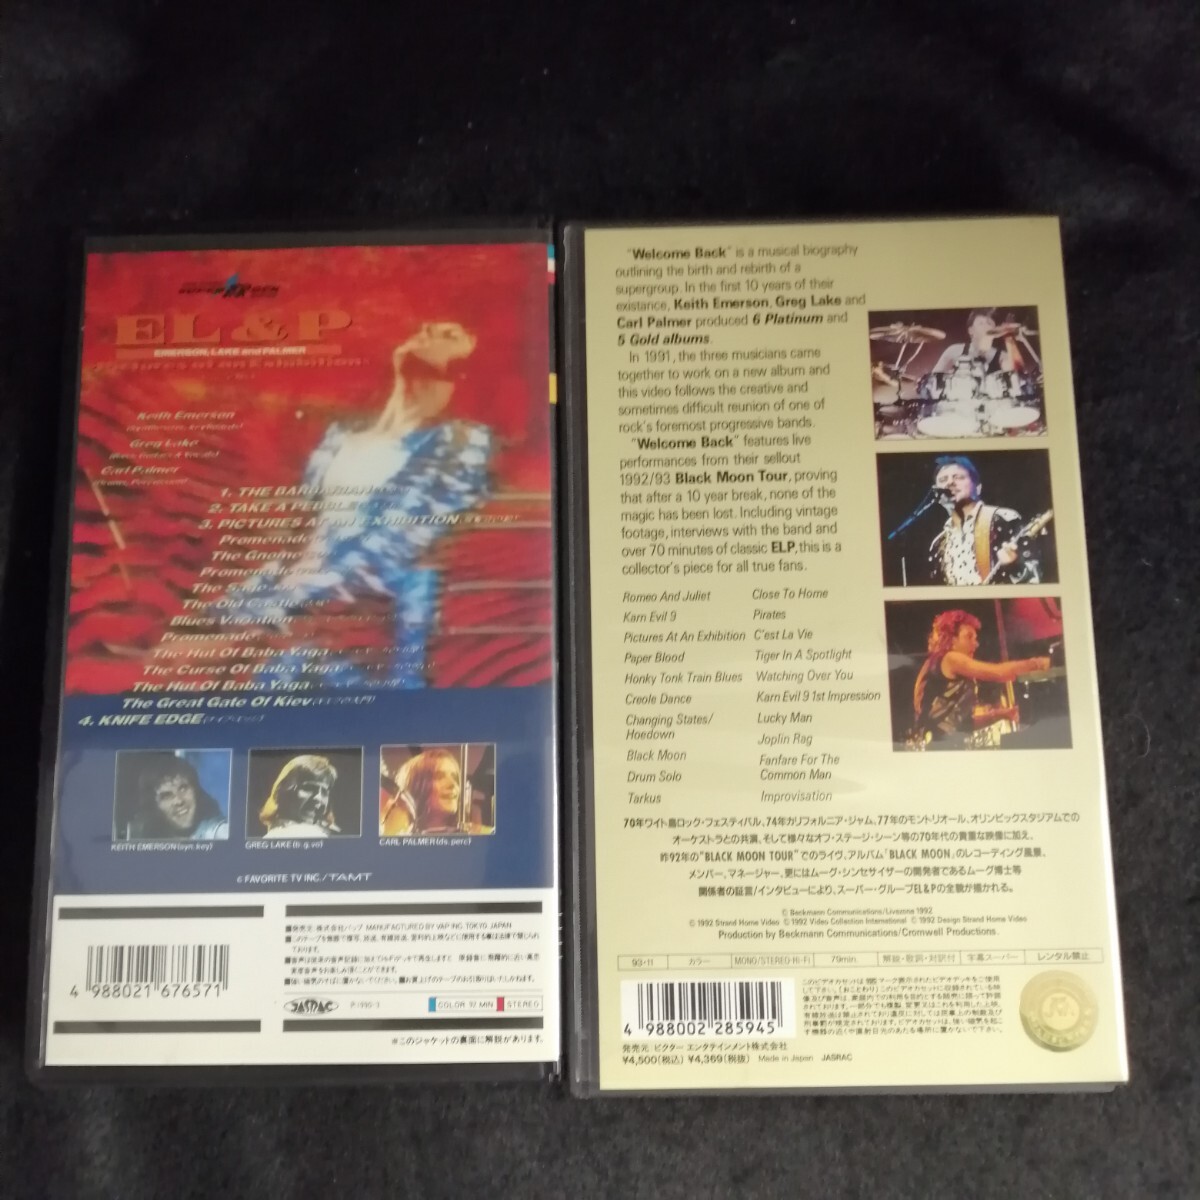 EL&P
EMERSON, LAKE and PALMER
Keith Emerson
Greg Lake
Carl Palmer
1. THE BARBARIAN
2. TAKE A PEBBLE
3. PICTURES AT AN EXHIBITION
Promenade
The Gnome
Promenade
The Sage
The Old Castle
Blues Variation
Promenade
The Hut Of Baba Yaga
The Curse Of Baba Yaga
The Hut Of Baba Yaga
The Great Gate Of Kiev
4. KNIFE EDGE
KEITH EMERSON(syn.key)
GREG LAKE(b.g.vo)
CARL PALMER(ds.perc)
© FAVORITE TV INC./TAMT
■発売元 株式会社バップ MANUFACTURED BY VAP INC. TOKYO, JAPAN
4 988021 676571
JASRAC
COLOR 92 MIN
STEREO
※このジャケットの裏面に解説があります。
"Welcome Back" is a musical biography
outlining the birth and rebirth of a
supergroup. In the first 10 years of their
existance, Keith Emerson, Greg Lake and
Carl Palmer produced 6 Platinum and
5 Gold albums.
In 1991, the three musicians came
together to work on a new album and
this video follows the creative and
sometimes difficult reunion of one of
rock's foremost progressive bands.
"Welcome Back" features live
performances from their sellout
1992/93 Black Moon Tour, proving
that after a 10 year break, none of the
magic has been lost. Including vintage
footage, interviews with the band and
over 70 minutes of classic ELP, this is a
collector's piece for all true fans.
Romeo And Juliet
Karn Evil 9
Pictures At An Exhibition
Paper Blood
Honky Tonk Train Blues
Creole Dance
Changing States/
Hoedown
Black Moon
Drum Solo
Tarkus
Close To Home
Pirates
C'est La Vie
Tiger In A Spotlight
Watching Over You
Karn Evil 9 1st Impression
Lucky Man
Joplin Rag
Fanfare For The
Common Man
Improvisation
70年ワイト島ロック・フェスティバル、74年カリフォルニア・ジャム、77年のモントリオール、オリンピックスタジアムでの
オーケストラとの共演、そして様々なオフ・ステージ・シーン等の70年代の貴重な映像に加え、
昨92年の"BLACK MOON TOUR"でのライヴ、アルバム「BLACK MOON」のレコーディング風景、
メンバー、マネージャー、更にはムーグ・シンセサイザーの開発者であるムーグ博士等
関係者の証言/インタビューにより、スーパー・グループEL&Pの全貌が描かれる。
© Beckmann Communications/Liveone 1992
© 1992 Strand Home Video © 1992 Video Collection International © 1992 Design Strand Home Video
Production by Beckmann Communications/Cromwell Productions.
93・11 カラー MONO/STEREO Hi-Fi 79min. 解説・歌詞・対訳付 字幕スーパー レンタル禁止
4 988002 285945
発売元 ビクター エンタテインメント株式会社
¥4,500(税込) ¥4,369(税抜) Made in Japan JASRAC